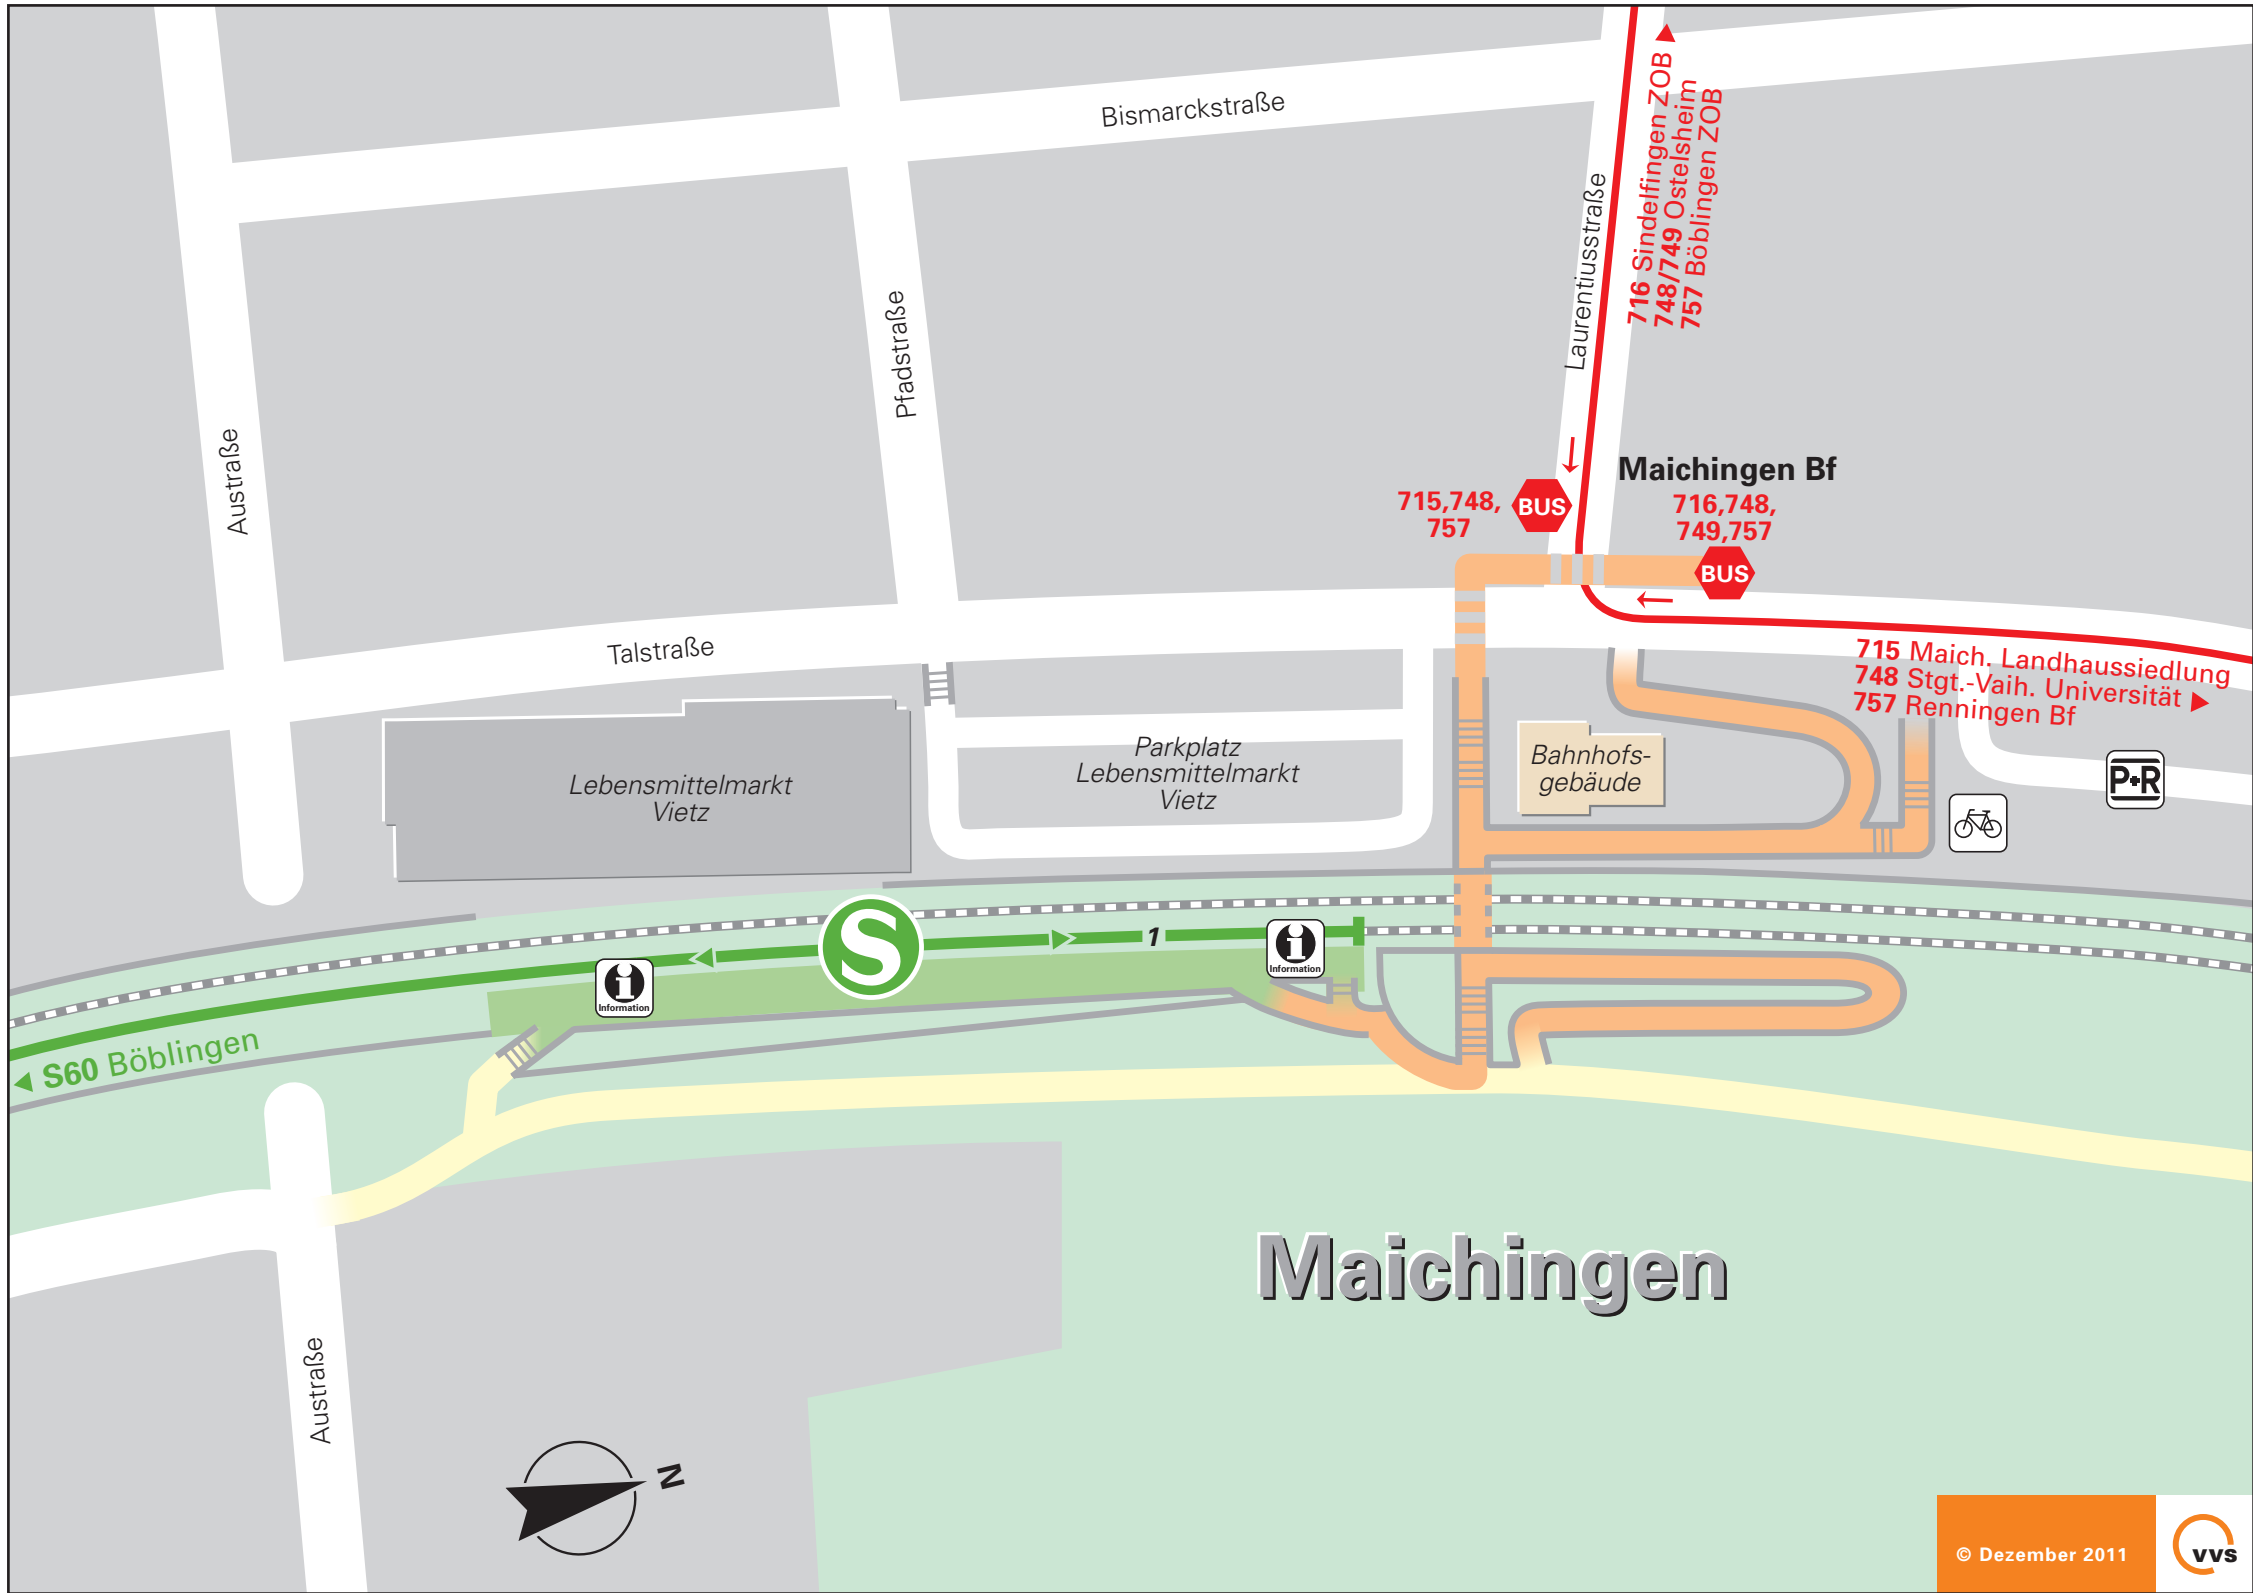 Bismarckstraße
716 Sindelfingen ZOB
748/749 Ostelsheim
757 Böblingen ZOB
Laurentiusstraße
Pfadstraße
Austraße
Maichingen Bf
715,748,
757
BUS
716,748,
749,757
BUS
Talstraße
715 Maich. Landhaussiedlung
748 Stgt.-Vaih. Universität
757 Renningen Bf
Lebensmittelmarkt
Vietz
Parkplatz
Lebensmittelmarkt
Vietz
Bahnhofs-
gebäude
P+R
S
1
i
Information
i
Information
S60 Böblingen
Maichingen
Austraße
N
© Dezember 2011
vvs